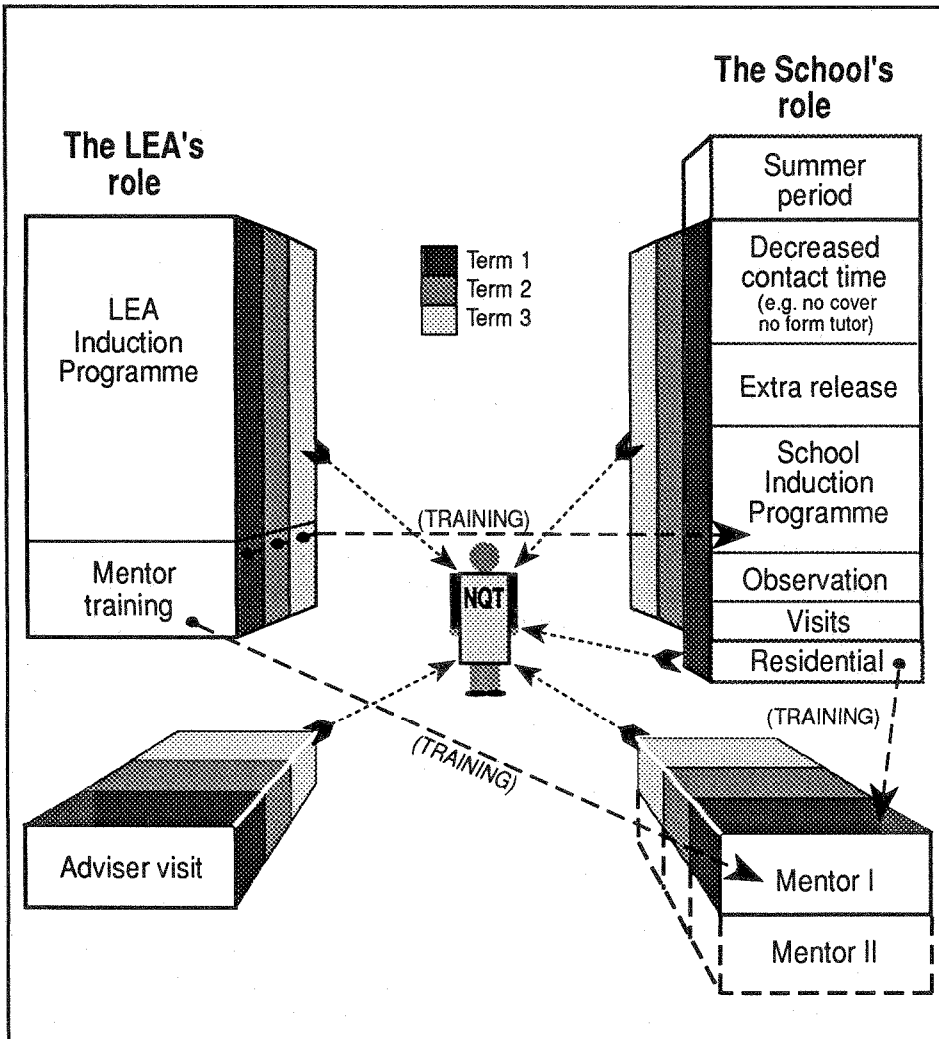 The LEA's
role
LEA
Induction
Programme
Mentor
training
Adviser visit
Term 1
Term 2
Term 3
(TRAINING)
NQT
(TRAINING)
The School's
role
Summer
period
Decreased
contact time
(e.g. no cover
no form tutor)
Extra release
School
Induction
Programme
Observation
Visits
Residential
(TRAINING)
Mentor I
Mentor II